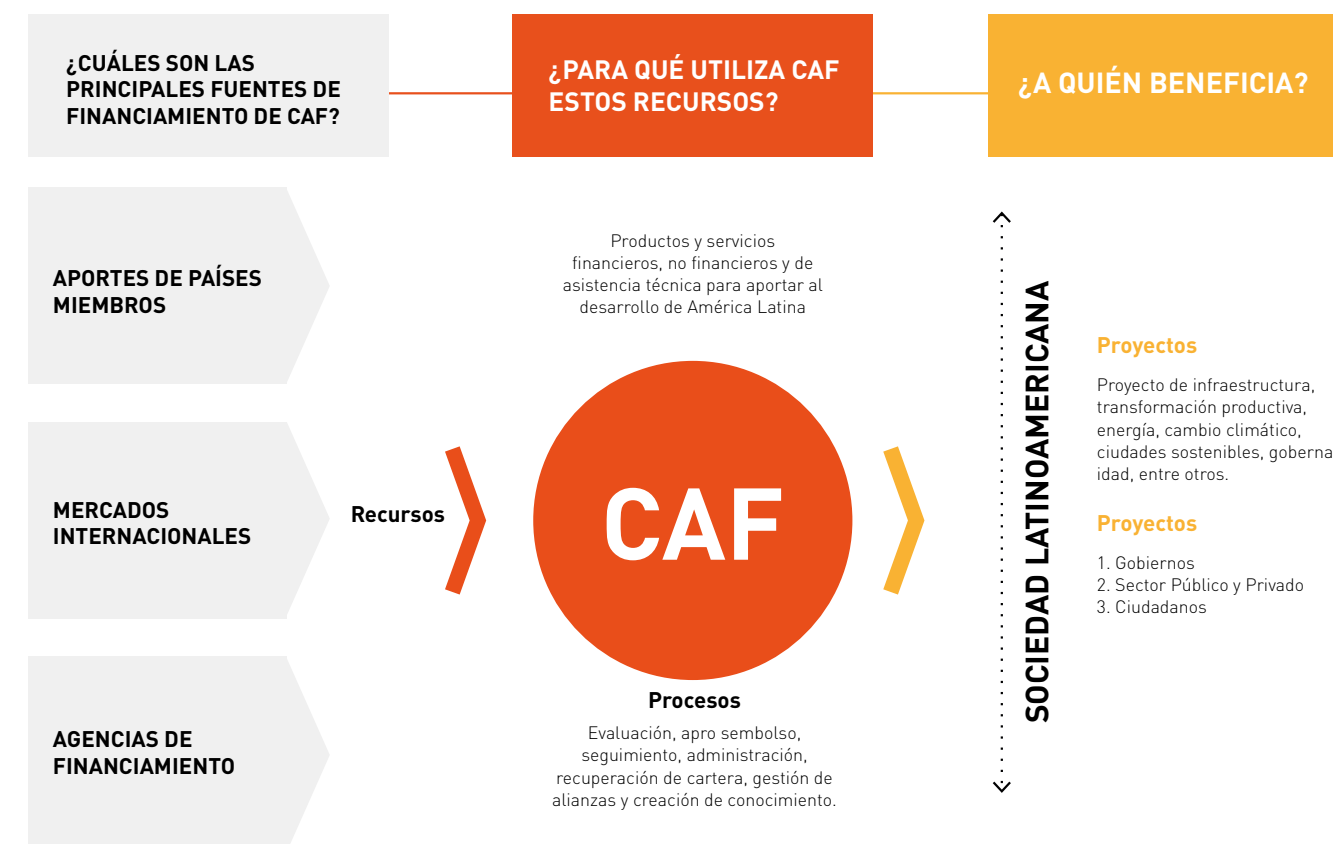 ¿CUÁLES SON LAS
PRINCIPALES FUENTES DE
FINANCIAMIENTO DE CAF?
¿PARA QUÉ UTILIZA CAF
ESTOS RECURSOS?
¿A QUIÉN BENEFICIA?
APORTES DE PAÍSES
MIEMBROS
MERCADOS
INTERNACIONALES
AGENCIAS DE
FINANCIAMIENTO
Recursos
Productos y servicios
financieros, no financieros y de
asistencia técnica para aportar al
desarrollo de América Latina
CAF
Procesos
Evaluación, apro sembolso,
seguimiento, administración,
recuperación de cartera, gestión de
alianzas y creación de conocimiento.
SOCIEDAD LATINOAMERICANA
Proyectos
Proyecto de infraestructura,
transformación productiva,
energía, cambio climático,
ciudades sostenibles, goberna
idad, entre otros.
Proyectos
1. Gobiernos
2. Sector Público y Privado
3. Ciudadanos